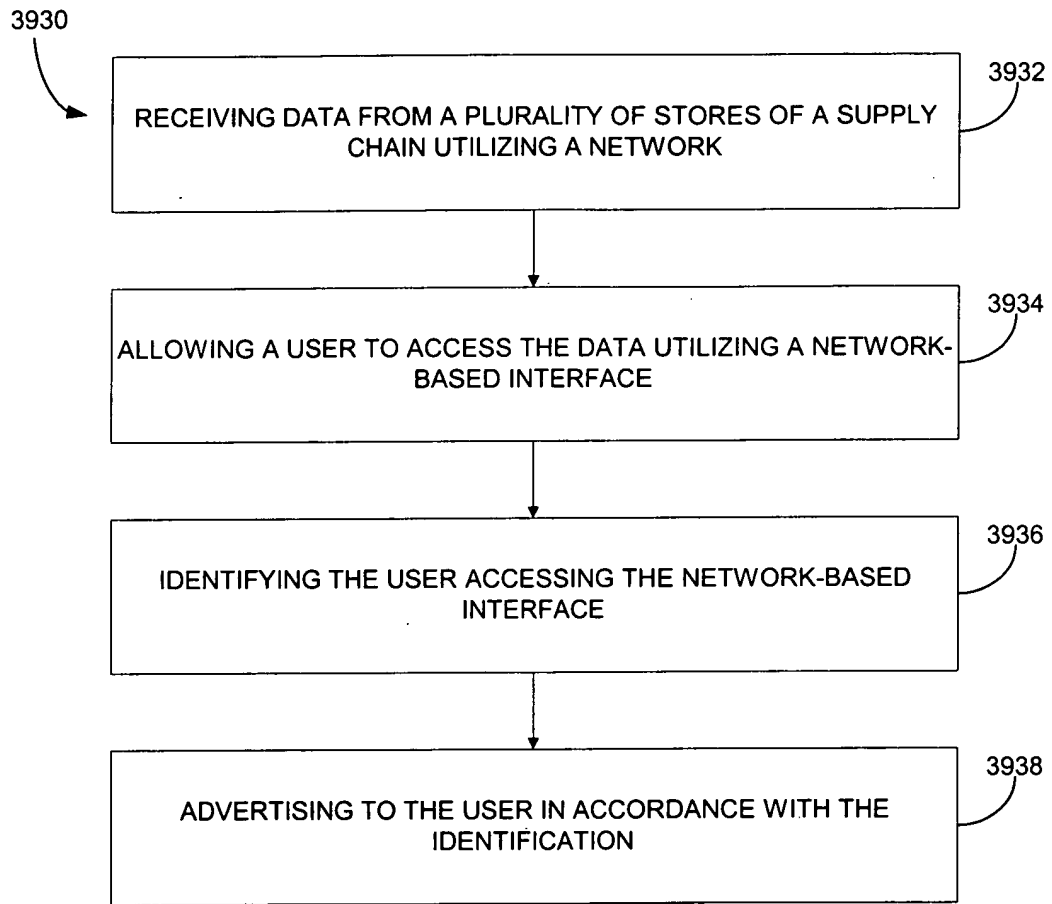 3930
3932
RECEIVING DATA FROM A PLURALITY OF STORES OF A SUPPLY
CHAIN UTILIZING A NETWORK
3934
ALLOWING A USER TO ACCESS THE DATA UTILIZING A NETWORK-
BASED INTERFACE
3936
IDENTIFYING THE USER ACCESSING THE NETWORK-BASED
INTERFACE
3938
ADVERTISING TO THE USER IN ACCORDANCE WITH THE
IDENTIFICATION